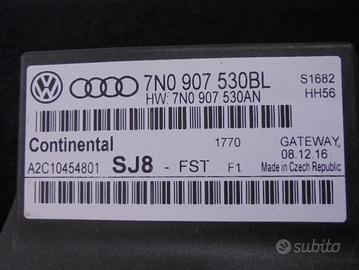 7N0 907 530BL
S1682
HW: 7N0 907 530AN
HH56
Continental
1770
GATEWAY
08.12.16
A2C10454801
SJ8 - FST F1
Made in Czech Republic
subito